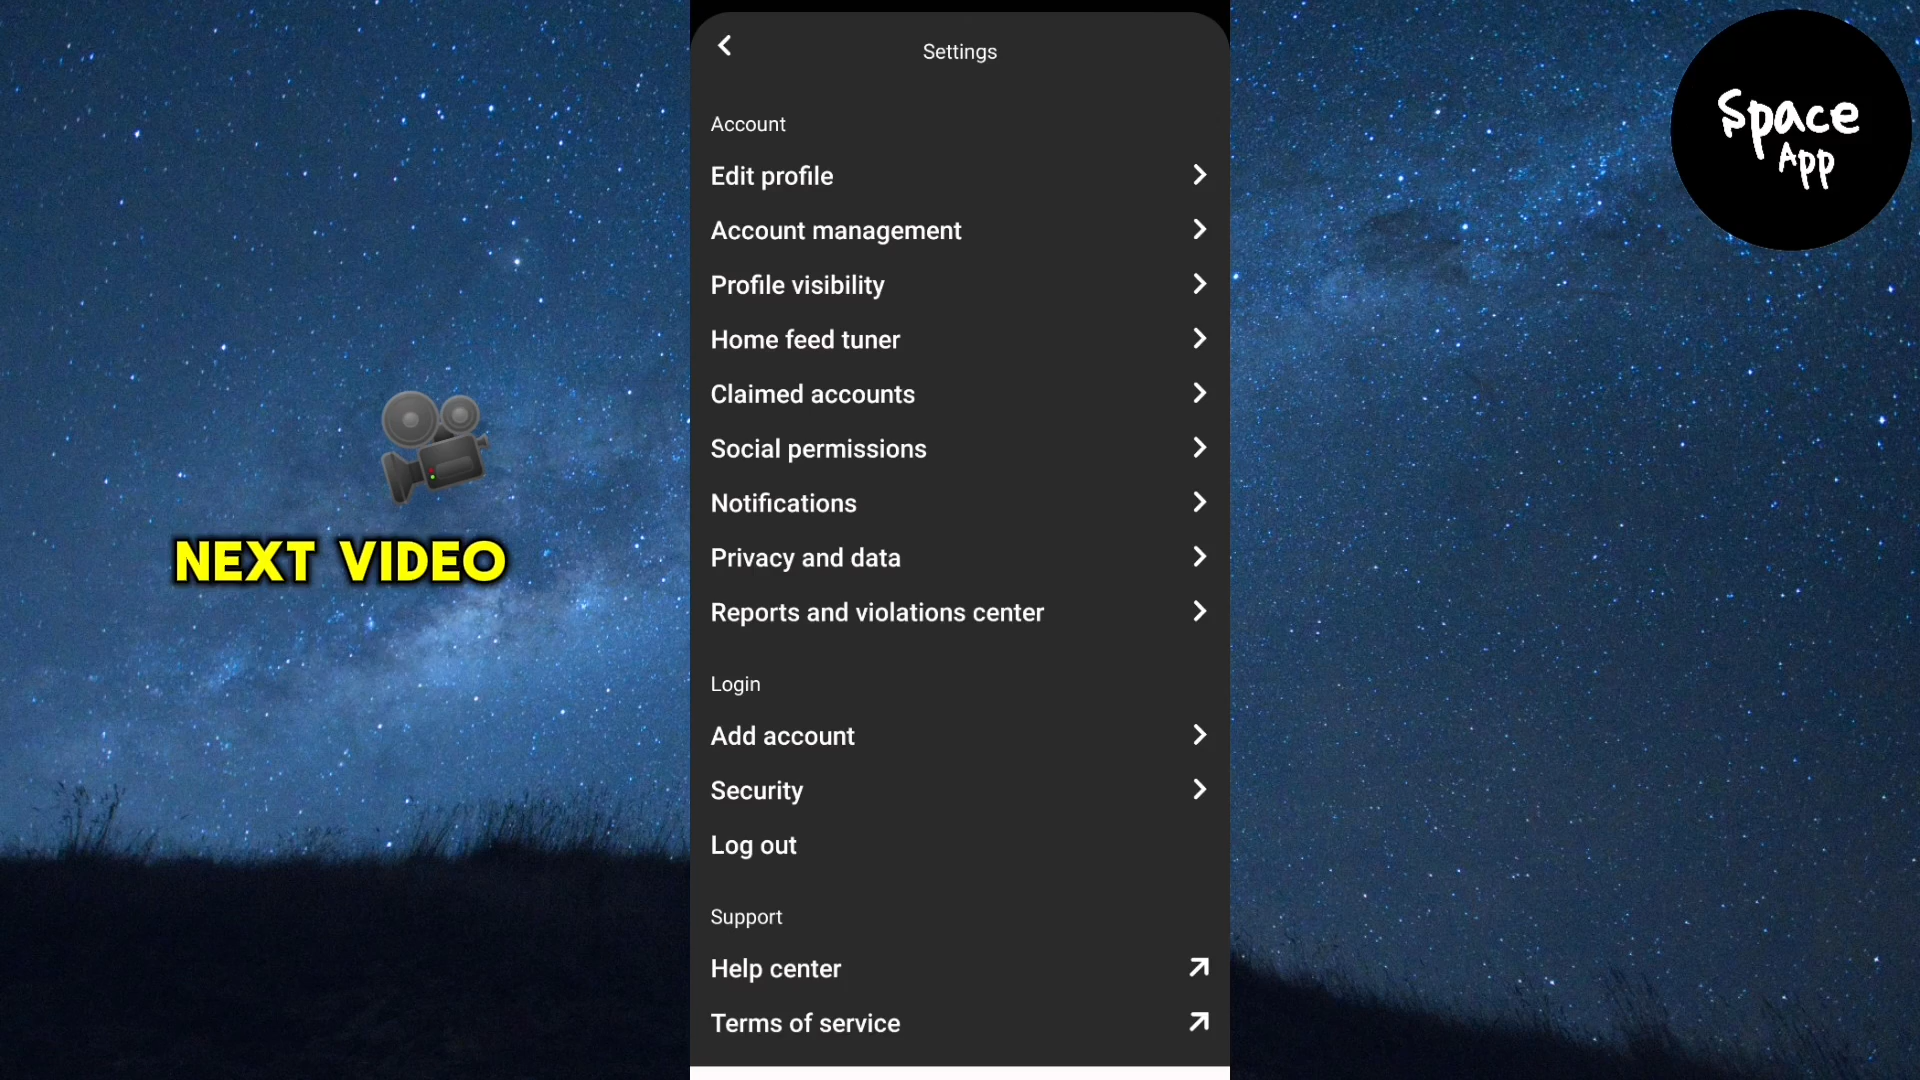 Settings
Account
Edit profile
Account management
Profile visibility
Home feed tuner
Claimed accounts
Social permissions
Notifications
Privacy and data
Reports and violations center
Login
Add account
Security
Log out
Support
Help center
Terms of service
NEXT VIDEO
Space
App